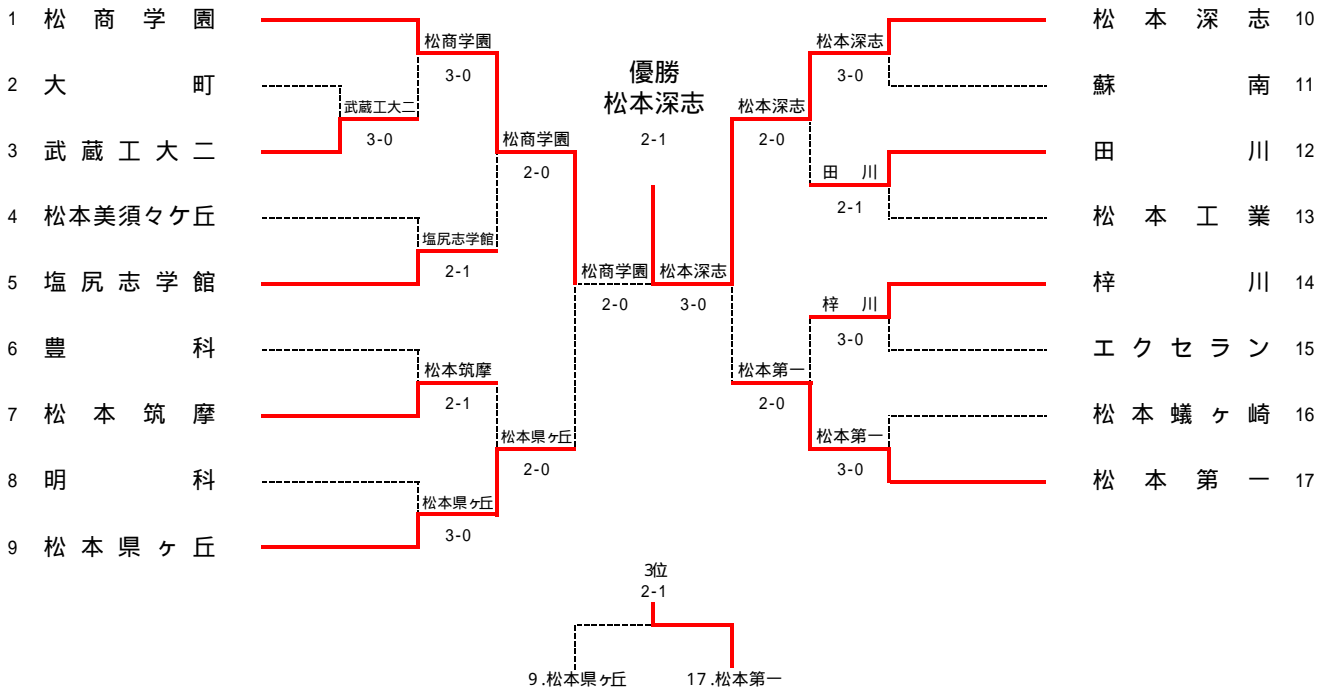 1 松商学園
松本深志 10
松商学園
3-0
松本深志
3-0
優勝
松本深志
2-1
2 大町
蘇南 11
武蔵工大二
3-0
松本深志
2-0
3 武蔵工大二
田川 12
松商学園
2-0
田川
2-1
4 松本美須々ケ丘
松本工業 13
塩尻志学館
2-1
5 塩尻志学館
梓川 14
松商学園
2-0
松本深志
3-0
梓川
3-0
6 豊科
エクセラン 15
松本筑摩
2-1
松本第一
2-0
7 松本筑摩
松本蟻ヶ崎 16
松本県ヶ丘
2-0
松本第一
3-0
8 明科
松本第一 17
松本県ヶ丘
3-0
9 松本県ヶ丘
3位
2-1
9.松本県ヶ丘
17.松本第一